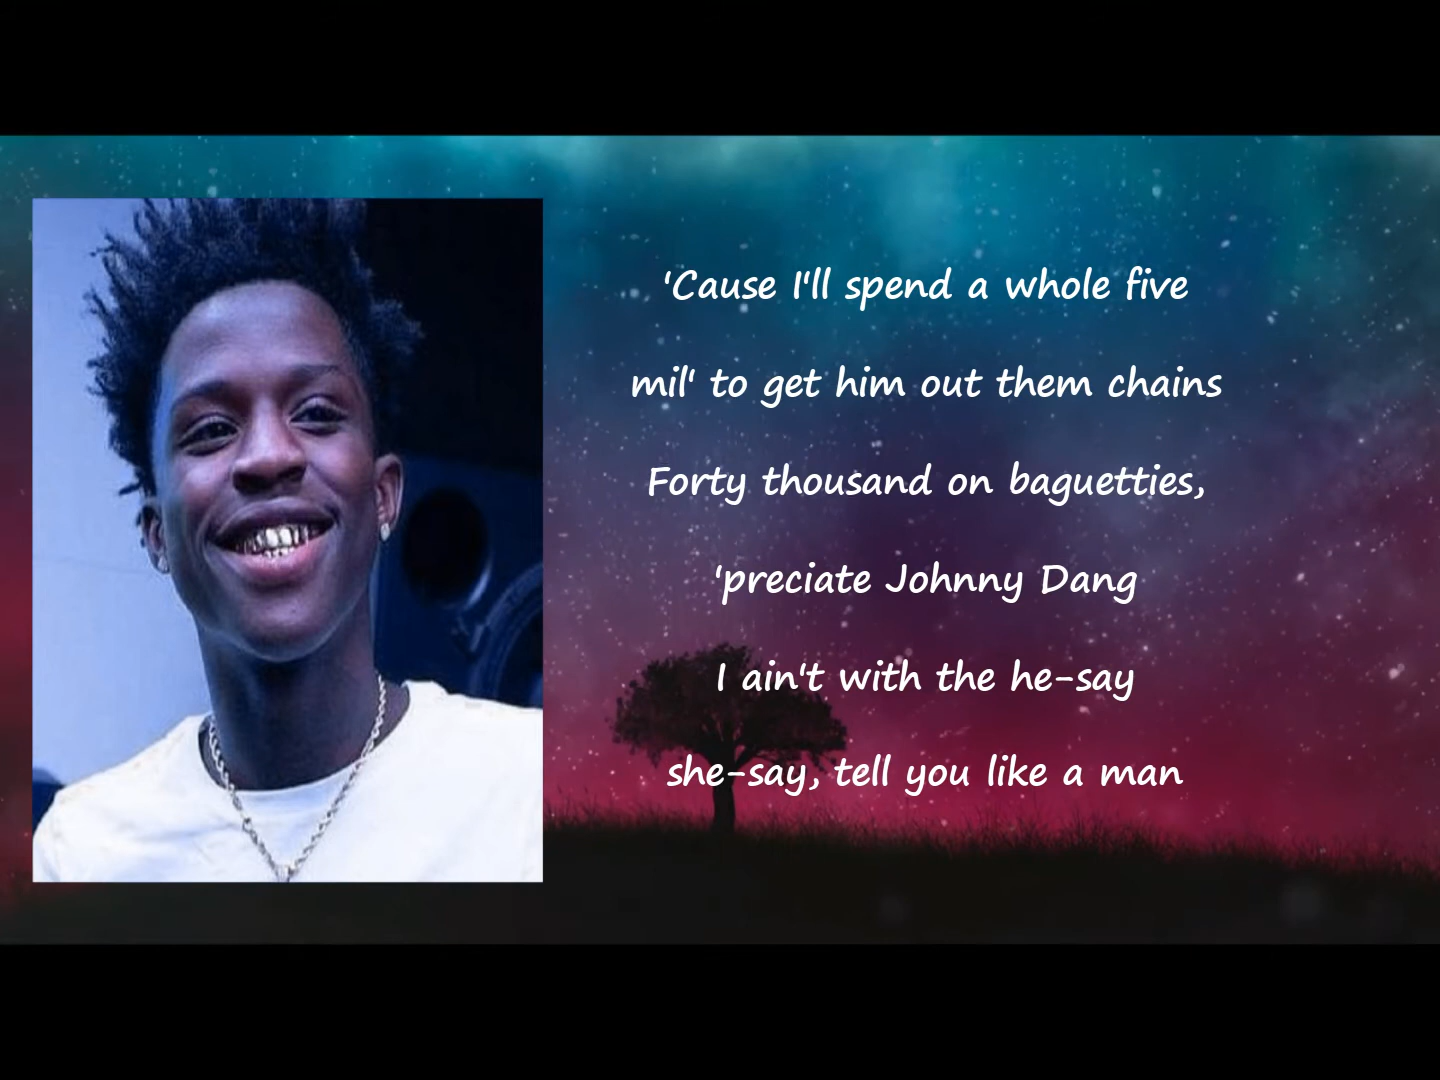 'Cause I'll spend a whole five
mil' to get him out them chains
Forty thousand on baguetties,
'preciate Johnny Dang
I ain't with the he-say
she-say, tell you like a man